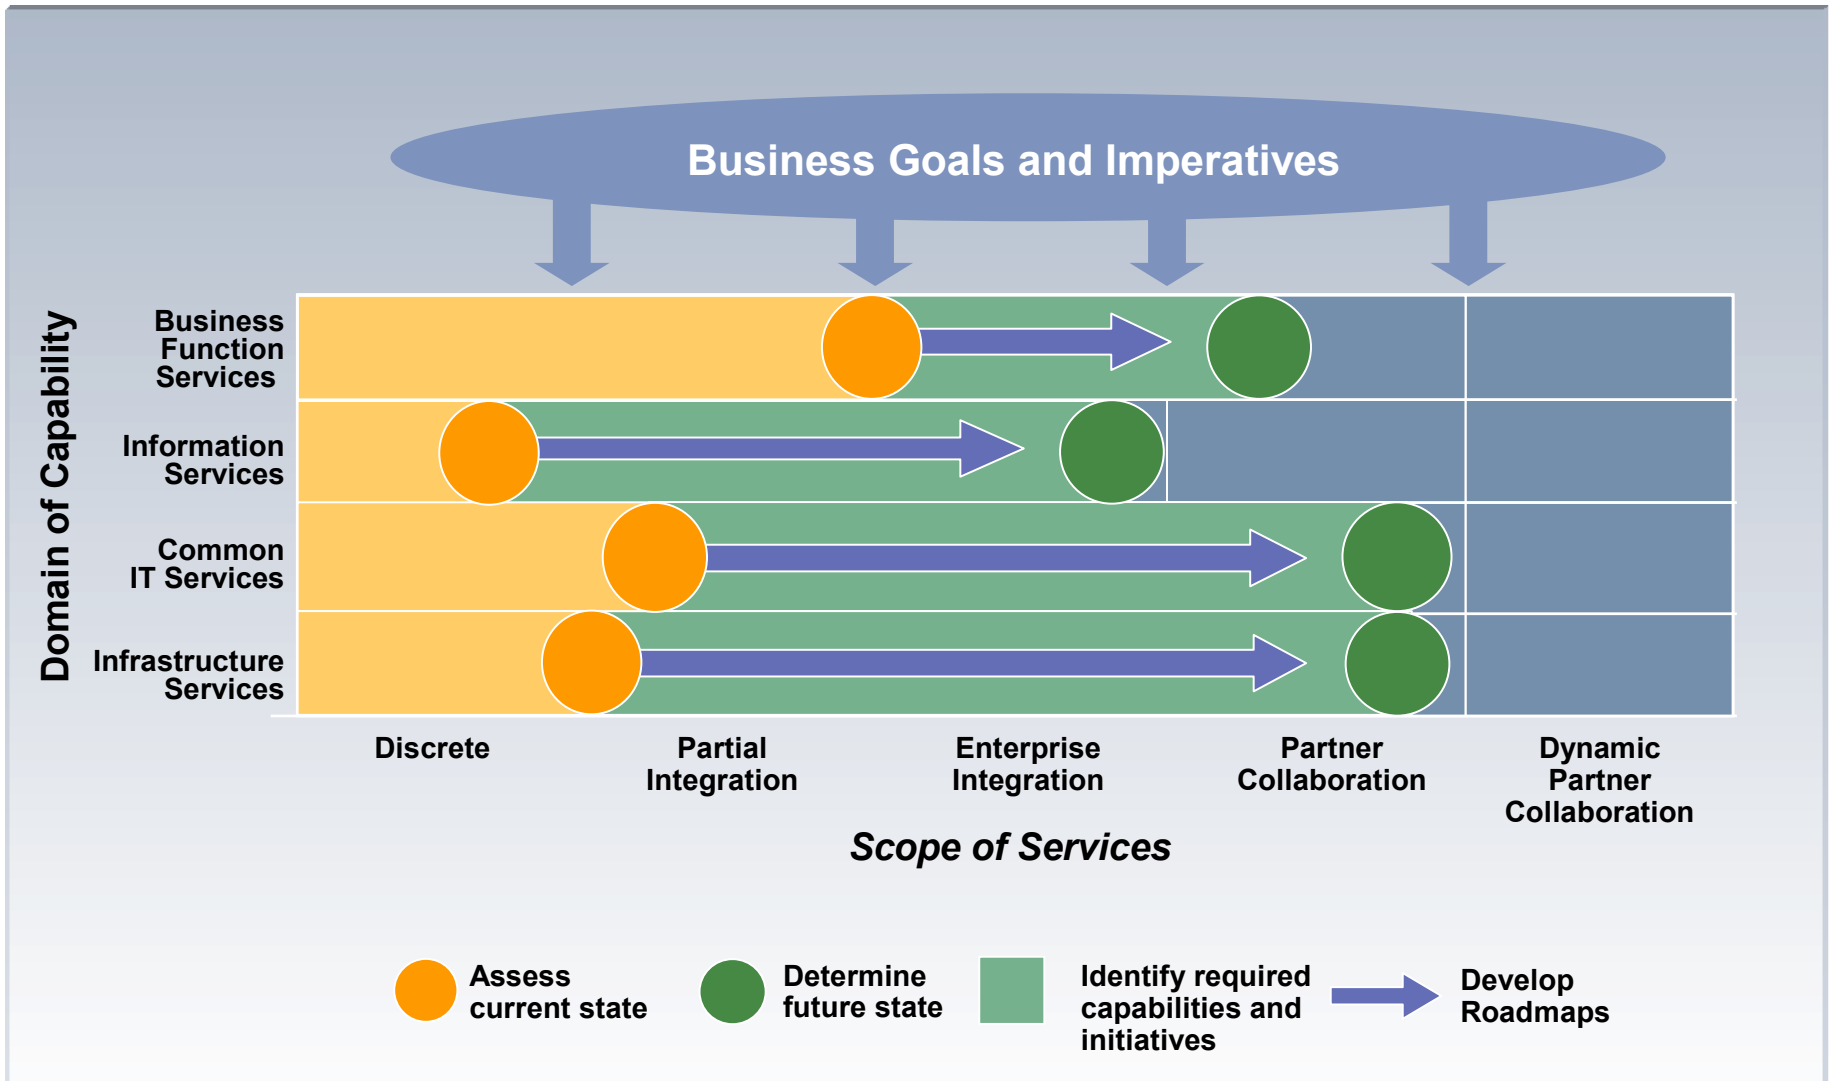 Business Goals and Imperatives
Domain of Capability
Business
Function
Services
Information
Services
Common
IT Services
Infrastructure
Services
Discrete
Partial
Integration
Enterprise
Integration
Partner
Collaboration
Dynamic
Partner
Collaboration
Scope of Services
Assess
current state
Determine
future state
Identify required
capabilities and
initiatives
Develop
Roadmaps